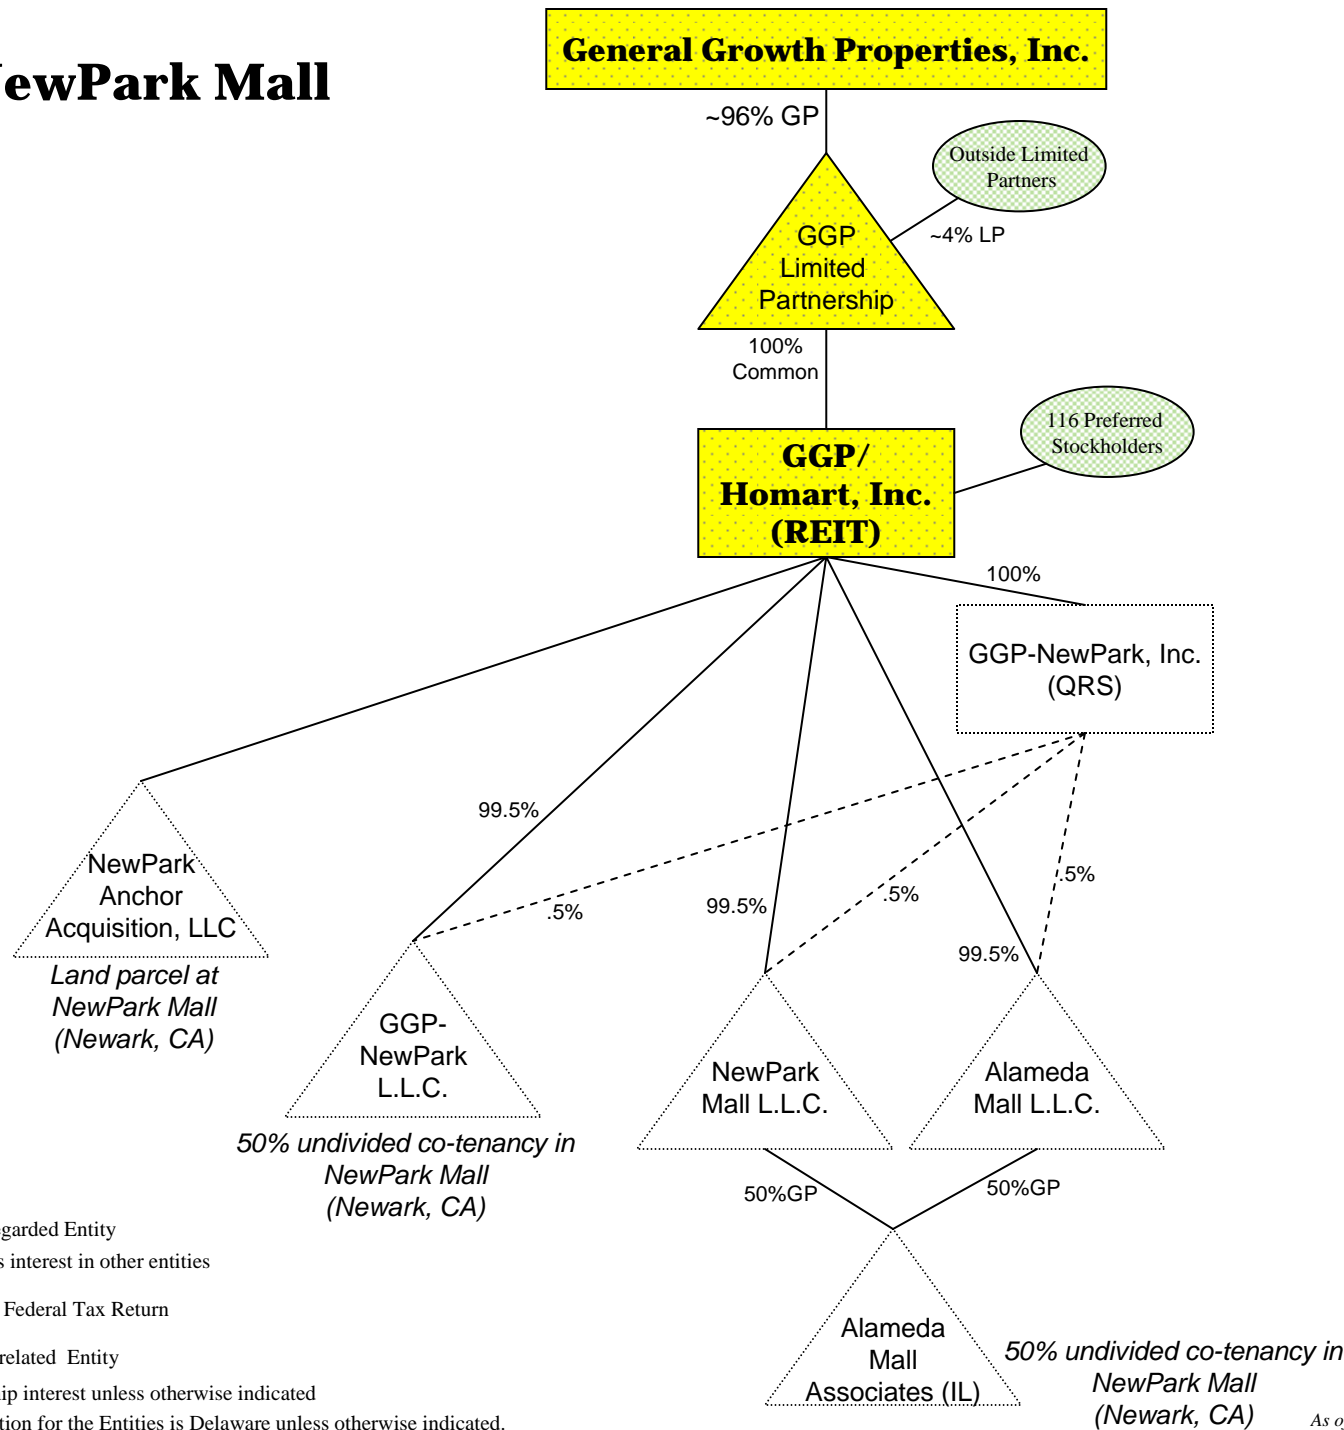 General Growth Properties, Inc.
ewPark Mall
~96% GP
Outside Limited
Partners
GGP
Limited
Partnership
~4% LP
100%
Common
116 Preferred
Stockholders
GGP/
Homart, Inc.
(REIT)
100%
GGP-NewPark, Inc.
(QRS)
99.5%
.5%
99.5%
.5%
99.5%
.5%
NewPark
Anchor
Acquisition, LLC
Land parcel at
NewPark Mall
(Newark, CA)
GGP-
NewPark
L.L.C.
50% undivided co-tenancy in
NewPark Mall
(Newark, CA)
NewPark
Mall L.L.C.
Alameda
Mall L.L.C.
50%GP
50%GP
Alameda
Mall
Associates (IL)
50% undivided co-tenancy in
NewPark Mall
(Newark, CA)
egarded Entity
s interest in other entities
Federal Tax Return
related Entity
ip interest unless otherwise indicated
tion for the Entities is Delaware unless otherwise indicated.
As o